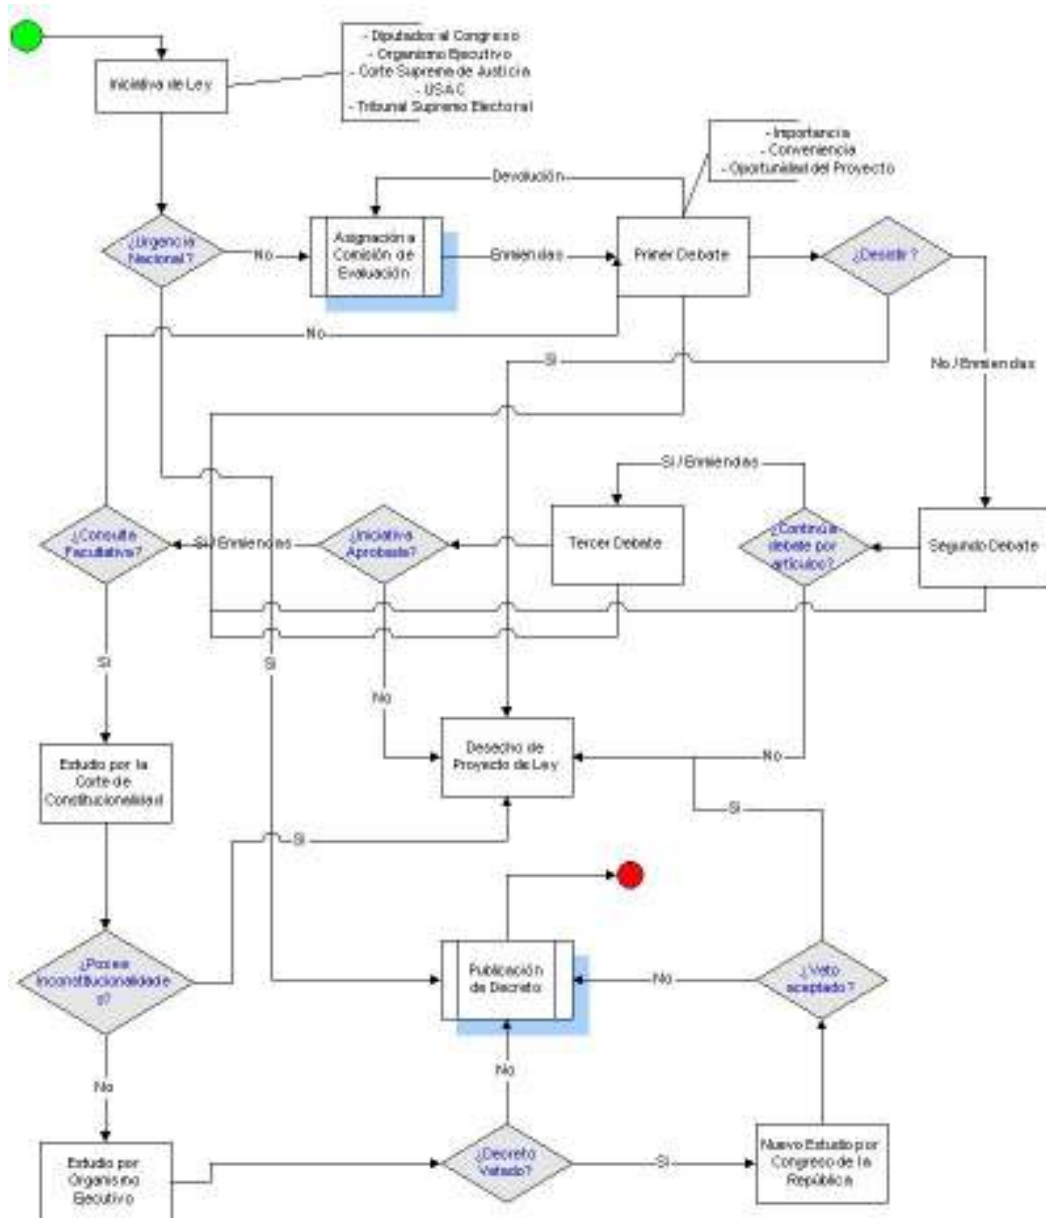 - Diputados al Congreso
- Organismo Ejecutivo
- Corte Suprema de Justicia
- USAC
- Tribunal Supremo Electoral
Iniciativa de Ley
- Importancia
- Conveniencia
- Oportunidad del Proyecto
Devolución
¿Urgencia
Nacional?
No
Asignación a
Comisión de
Evaluación
Enmiendas
Primer Debate
¿Desistir?
No
Si
No / Enmiendas
Si / Enmiendas
¿Consulta
Facultativa?
Si / Enmiendas
¿Iniciativa
Aprobada?
Tercer Debate
¿Continúa
debate por
artículos?
Segundo Debate
Si
Si
No
Desecho de
Proyecto de Ley
No
Estudio por la
Corte de
Constitucionalidad
Si
Si
¿Posee
inconstitucionalidade
s?
Publicación
de Decreto
No
¿Veto
aceptado?
No
No
Estudio por
Organismo
Ejecutivo
¿Decreto
Vetado?
Si
Nuevo Estudio por
Congreso de la
República